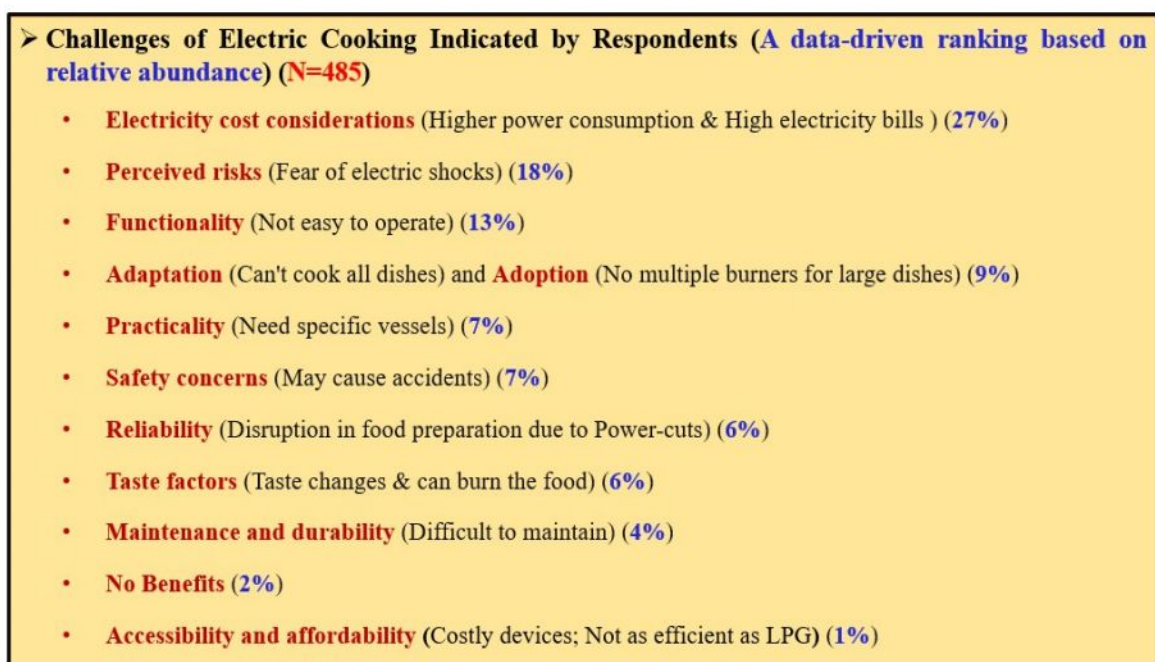 ➤ Challenges of Electric Cooking Indicated by Respondents (A data-driven ranking based on
relative abundance) (N=485)
• Electricity cost considerations (Higher power consumption & High electricity bills ) (27%)
• Perceived risks (Fear of electric shocks) (18%)
• Functionality (Not easy to operate) (13%)
• Adaptation (Can't cook all dishes) and Adoption (No multiple burners for large dishes) (9%)
• Practicality (Need specific vessels) (7%)
• Safety concerns (May cause accidents) (7%)
• Reliability (Disruption in food preparation due to Power-cuts) (6%)
• Taste factors (Taste changes & can burn the food) (6%)
• Maintenance and durability (Difficult to maintain) (4%)
• No Benefits (2%)
• Accessibility and affordability (Costly devices; Not as efficient as LPG) (1%)